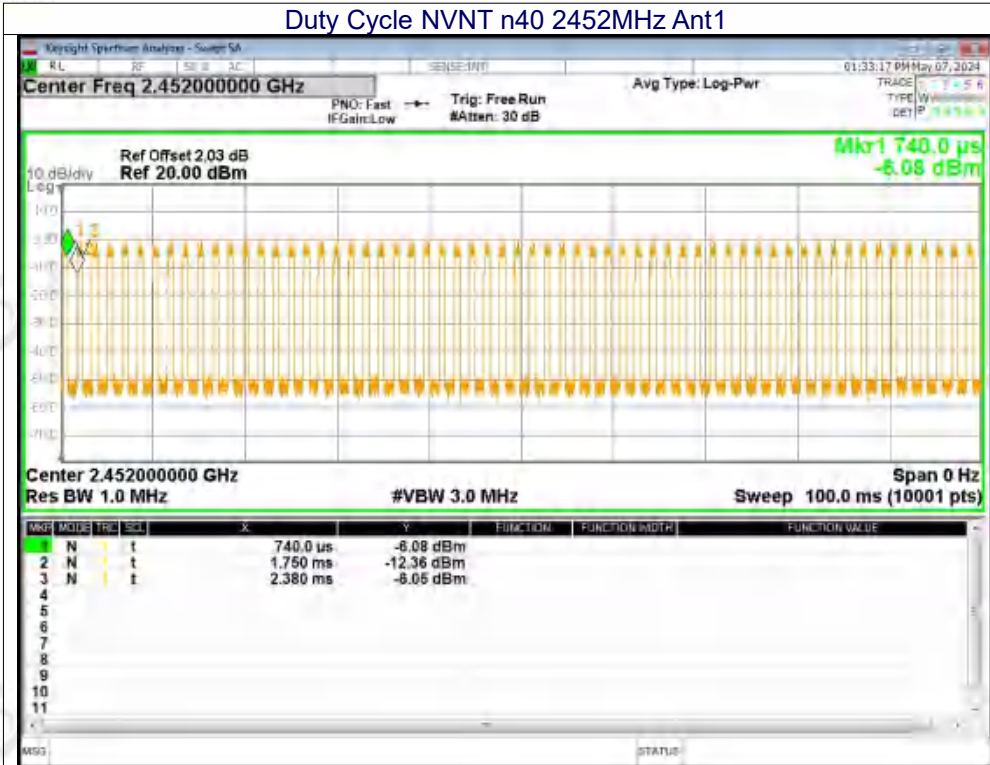 Duty Cycle NVNT n40 2452MHz Ant1
Keysight Spectrum Analyzer - Swept SA
RL RF 50 Ω AC SENSE:INT 01:33:17 PM May 07, 2024
Center Freq 2.452000000 GHz Avg Type: Log-Pwr TRACE
PNO: Fast Trig: Free Run TYPE W
IFGain:Low #Atten: 30 dB DET P
Mkr1 740.0 µs
-6.08 dBm
Ref Offset 2.03 dB
10 dB/div Ref 20.00 dBm
Log
Center 2.452000000 GHz Span 0 Hz
Res BW 1.0 MHz #VBW 3.0 MHz Sweep 100.0 ms (10001 pts)
MKR MODE TRC SCL X Y FUNCTION FUNCTION WIDTH FUNCTION VALUE
1 N 1 t 740.0 µs -6.08 dBm
2 N 1 t 1.750 ms -12.36 dBm
3 N 1 t 2.380 ms -6.05 dBm
4
5
6
7
8
9
10
11
MSG STATUS